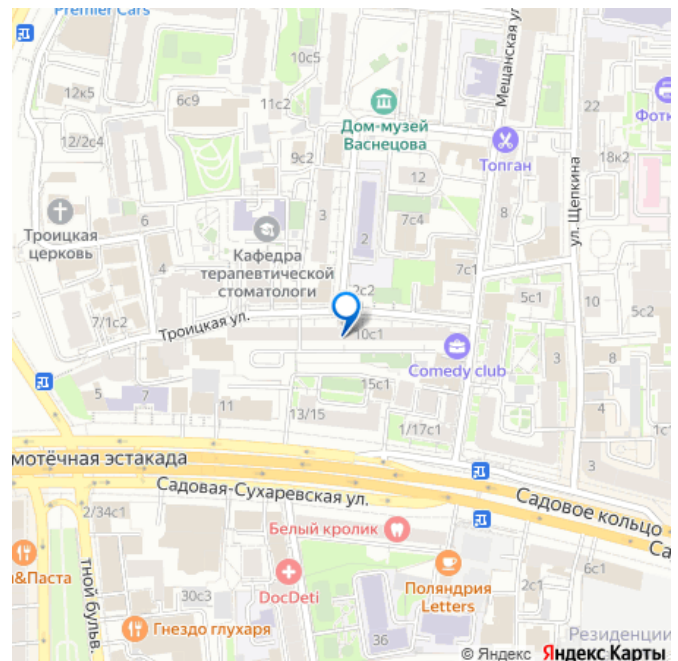 Premier Cars
10с5
12к5
6с9
11с2
22
Фотк
Дом-музей
Васнецова
Мещанская ул
ул. Щепкина
Топган
12/2с4
9с2
18к2
12
8
Троицкая
церковь
6
3
2
7с4
Кафедра
терапевтической
стоматологи
4
7с1
2с2
5с1
10
5с2
7/1с2
Троицкая ул.
10с1
Comedy club
3
8
5
7
15с1
11
13/15
1/17с1
4
1с1
3
мотёчная эстакада
Садовая-Сухаревская ул.
Садовое кольцо
Са
2/34с1
Белый кролик
и&Паста
тной бульв.
DocDeti
Поляндрия
Letters
2с1
6с1
30с3
Гнездо глухаря
36
Резиденции
© Яндекс Яндекс Карты